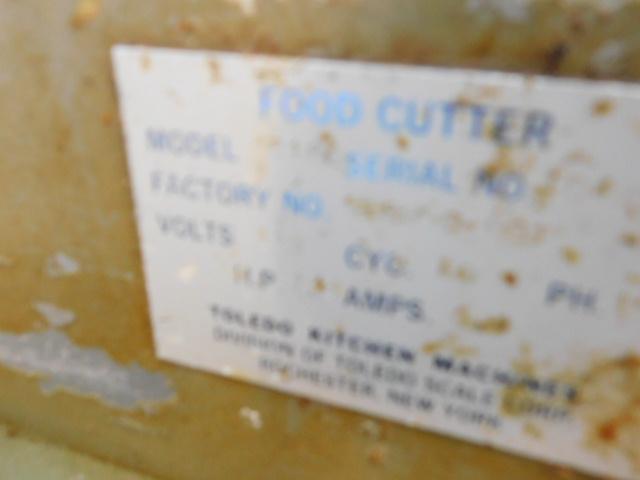 FOOD CUTTER
MODEL SERIAL NO.
FACTORY NO.
VOLTS CYC. PH.
H.P. AMPS.
TOLEDO KITCHEN MACHINES
DIVISION OF TOLEDO SCALE CORP.
ROCHESTER, NEW YORK